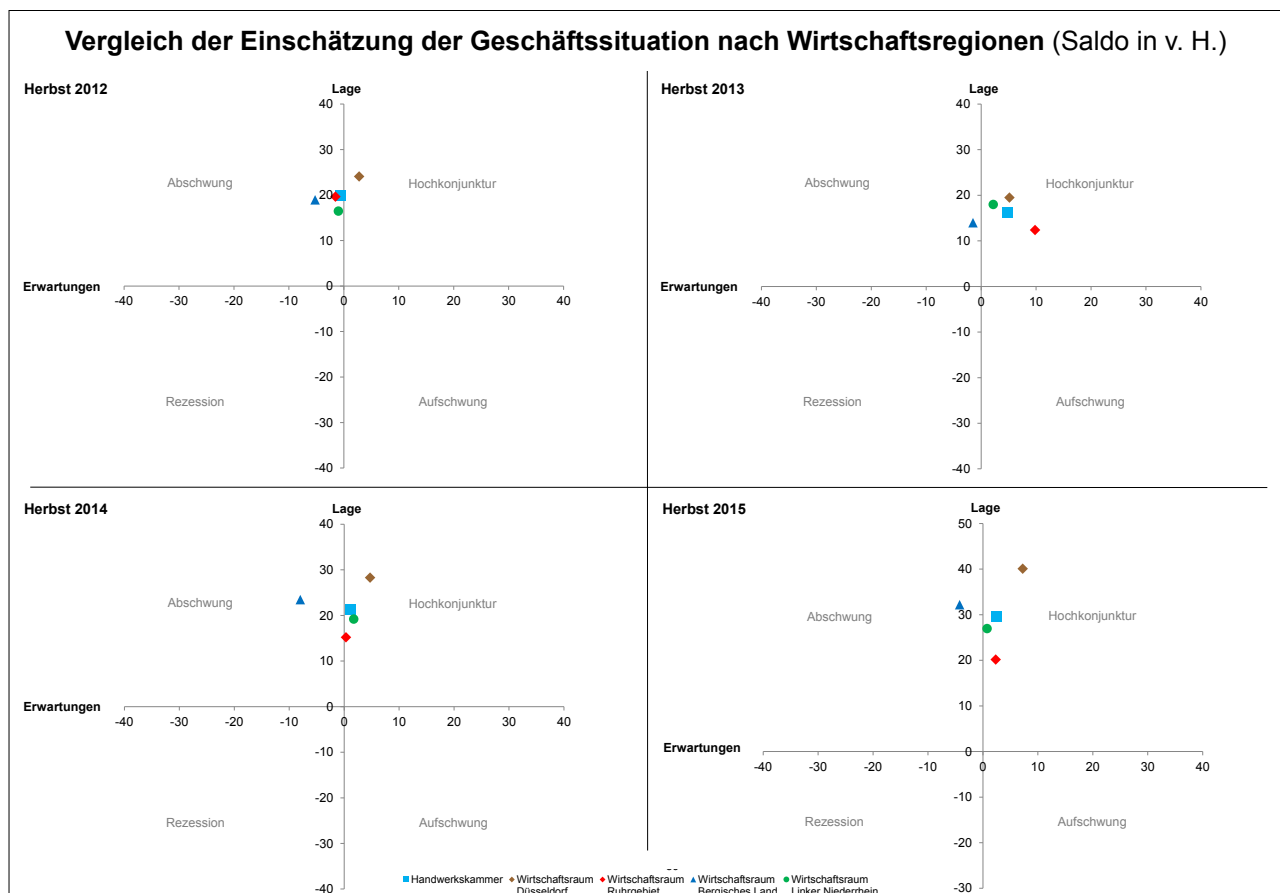 Vergleich der Einschätzung der Geschäftssituation nach Wirtschaftsregionen (Saldo in v. H.)
Herbst 2012
Lage
40
30
Abschwung
Hochkonjunktur
20
10
Erwartungen
0
-40 -30 -20 -10 0 10 20 30 40
-10
-20
Rezession
Aufschwung
-30
-40
Herbst 2013
Lage
40
30
Abschwung
Hochkonjunktur
20
10
Erwartungen
0
-40 -30 -20 -10 0 10 20 30 40
-10
-20
Rezession
Aufschwung
-30
-40
Herbst 2014
Lage
40
30
Abschwung
Hochkonjunktur
20
10
Erwartungen
0
-40 -30 -20 -10 0 10 20 30 40
-10
-20
Rezession
Aufschwung
-30
-40
Herbst 2015
Lage
50
40
30
Abschwung
Hochkonjunktur
20
10
Erwartungen
0
-40 -30 -20 -10 0 10 20 30 40
-10
Rezession
Aufschwung
-20
-30
Handwerkskammer
Wirtschaftsraum
Düsseldorf
Wirtschaftsraum
Ruhrgebiet
Wirtschaftsraum
Bergisches Land
Wirtschaftsraum
Linker Niederrhein